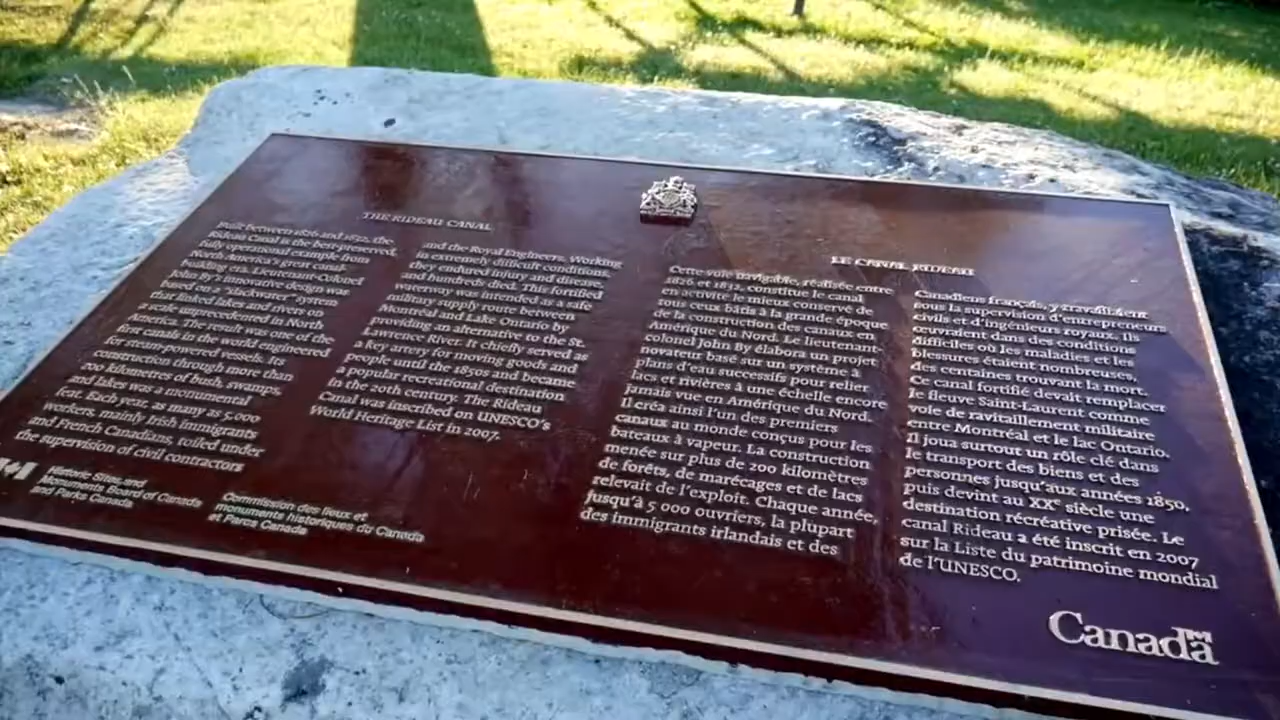 THE RIDEAU CANAL
Built between 1826 and 1832, the
Rideau Canal is the best-preserved,
fully operational example from
North America's great canal-
building era. Lieutenant-Colonel
John By's innovative design was
based on a "slackwater" system
that linked lakes and rivers on
a scale unprecedented in North
America. The result was one of the
first canals in the world engineered
for steam-powered vessels. The
construction through more than
200 kilometres of bush, swamps,
and lakes was a monumental
feat. Each year, as many as 5,000
workers, mainly Irish immigrants
and French Canadians, toiled under
the supervision of civil contractors
and the Royal Engineers. Working
in extremely difficult conditions,
they endured injury and disease,
and hundreds died. This fortified
waterway was intended as a safe
military supply route between
Montréal and Lake Ontario by
providing an alternative to the St.
Lawrence River. It chiefly served as
a key artery for moving goods and
people until the 1850s and became
a popular recreational destination
in the 20th century. The Rideau
Canal was inscribed on UNESCO's
World Heritage List in 2007.
LE CANAL RIDEAU
Cette voie navigable, réalisée entre
1826 et 1832, constitue le canal
en activité le mieux conservé de
tous ceux bâtis à la grande époque
de la construction des canaux en
Amérique du Nord. Le lieutenant-
colonel John By élabora un projet
novateur basé sur un système à
plans d'eau successifs pour relier
lacs et rivières à une échelle encore
jamais vue en Amérique du Nord.
Il créa ainsi l'un des premiers
canaux au monde conçus pour les
bateaux à vapeur. La construction
menée sur plus de 200 kilomètres
de forêts, de marécages et de lacs
relevait de l'exploit. Chaque année,
jusqu'à 5 000 ouvriers, la plupart
des immigrants irlandais et des
Canadiens français, y travaillent
sous la supervision d'entrepreneurs
civils et d'ingénieurs royaux. Ils
œuvrent dans des conditions
difficiles où les maladies et les
blessures étaient nombreuses,
des centaines trouvant la mort.
Ce canal fortifié devait remplacer
le fleuve Saint-Laurent comme
voie de ravitaillement militaire
entre Montréal et le lac Ontario.
Il joua surtout un rôle clé dans
le transport des biens et des
personnes jusqu'aux années 1850,
puis devint au XXe siècle une
destination récréative prisée. Le
canal Rideau a été inscrit en 2007
sur la Liste du patrimoine mondial
de l'UNESCO.
Historic Sites and
Monuments Board of Canada
and Parks Canada
Commission des lieux et
monuments historiques du Canada
et Parcs Canada
Canada